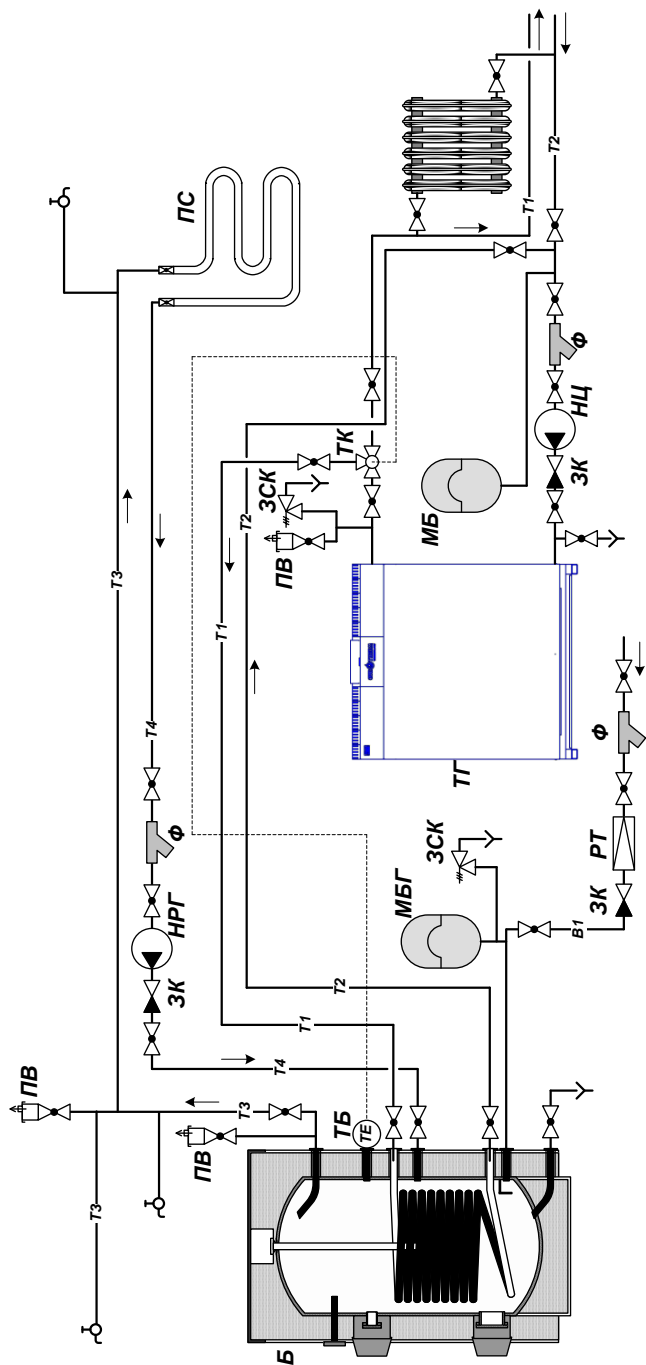 ПС
Т3
Т1
Т2
Т4
ТК
ЗСК
ПВ
Т2
Т1
Ф
НЦ
ЗК
МБ
Ф
НРГ
ЗК
ТГ
Ф
РТ
ЗК
В1
ЗСК
МБГ
Т2
Т1
Т4
ПВ
Т3
ПВ
ТБ
ТЕ
Т3
Б